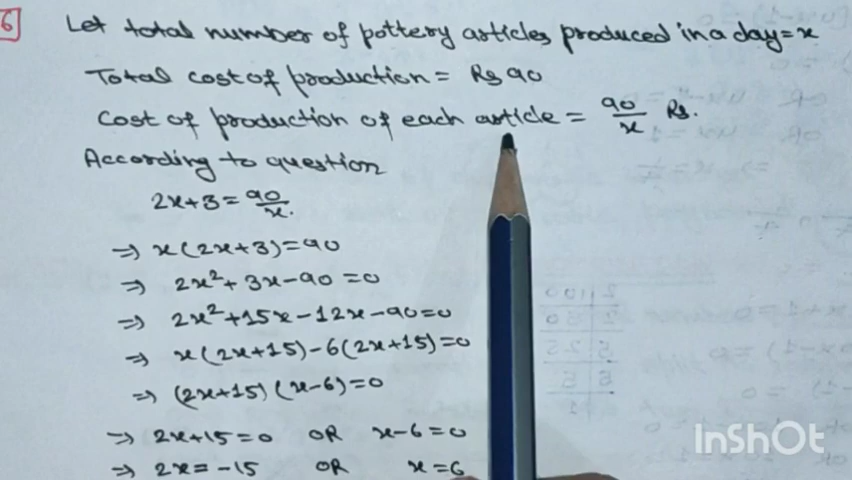 6
Let total number of pottery articles produced in a day = x
Total cost of production = Rs 90
Cost of production of each article = 90/x Rs.
According to question
2x+3 = 90/x.
⇒ x(2x+3) = 90
⇒ 2x²+3x-90 = 0
⇒ 2x²+15x-12x-90=0
⇒ x(2x+15)-6(2x+15)=0
⇒ (2x+15)(x-6)=0
⇒ 2x+15=0 OR x-6=0
⇒ 2x=-15 OR x=6
InShOt